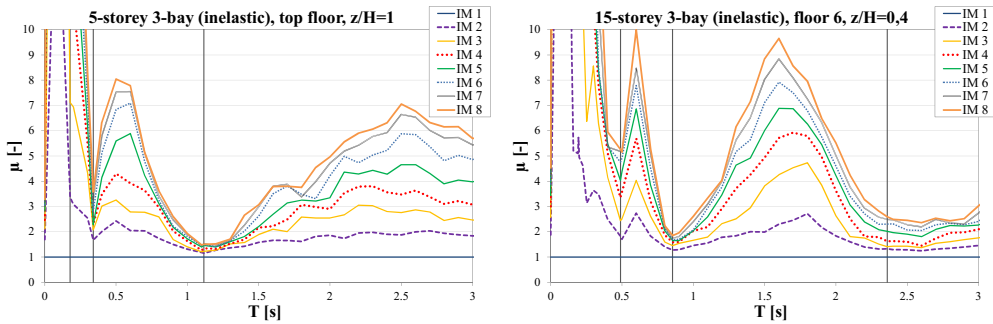 5-storey 3-bay (inelastic), top floor, z/H=1
10
9
8
7
6
5
4
3
2
1
0
μ [-]
0
0.5
1
1.5
2
2.5
3
T [s]
IM 1
IM 2
IM 3
IM 4
IM 5
IM 6
IM 7
IM 8
15-storey 3-bay (inelastic), floor 6, z/H=0,4
10
9
8
7
6
5
4
3
2
1
0
μ [-]
0
0.5
1
1.5
2
2.5
3
T [s]
IM 1
IM 2
IM 3
IM 4
IM 5
IM 6
IM 7
IM 8